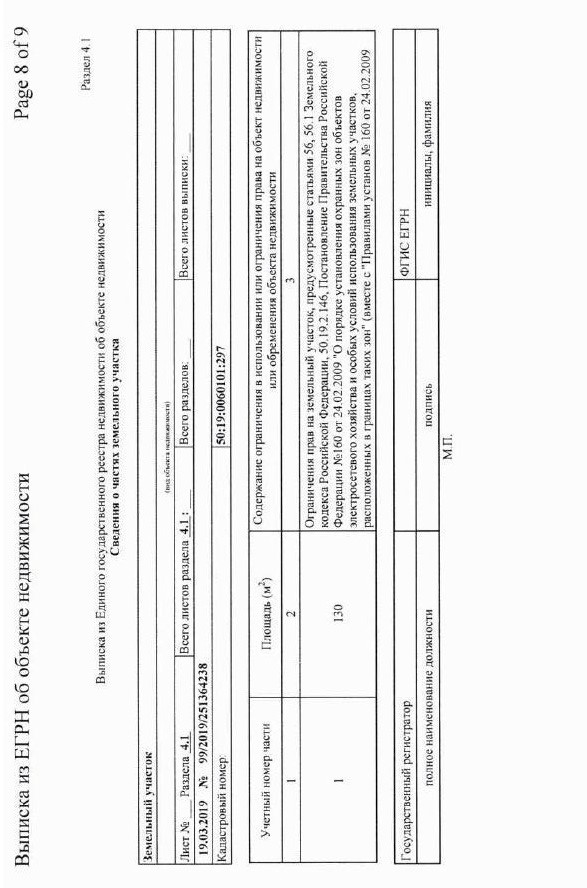 Выписка из ЕГРН об объекте недвижимости Page 8 of 9
Раздел 4.1
Выписка из Единого государственного реестра недвижимости об объекте недвижимости
Сведения о частях земельного участка
Земельный участок
(вид объекта недвижимости)
Лист № ___ Раздела 4.1 Всего листов раздела 4.1 : ___ Всего разделов: ___ Всего листов выписки: ___
19.03.2019 № 99/2019/251364238
Кадастровый номер: 50:19:0060101:297
Учетный номер части Площадь (м²) Содержание ограничения в использовании или ограничения права на объект недвижимости
или обременения объекта недвижимости
1 2 3
1 130 Ограничения прав на земельный участок, предусмотренные статьями 56, 56.1 Земельного
кодекса Российской Федерации, 50.19.2.146, Постановление Правительства Российской
Федерации №160 от 24.02.2009 "О порядке установления охранных зон объектов
электросетевого хозяйства и особых условий использования земельных участков,
расположенных в границах таких зон" (вместе с "Правилами установ № 160 от 24.02.2009
Государственный регистратор ФГИС ЕГРН
полное наименование должности подпись инициалы, фамилия
М.П.